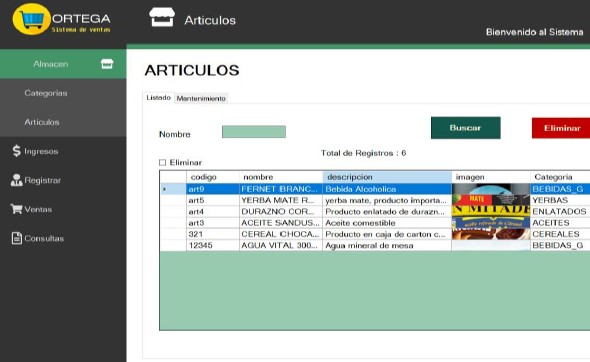 ORTEGA
Sistema de ventas
Articulos
Bienvenido al Sistema
Almacen
Categorias
Articulos
Ingresos
Registrar
Ventas
Consultas
ARTICULOS
Listado Mantenimiento
Nombre
Buscar
Eliminar
Total de Registros : 6
Eliminar
codigo nombre descripcion imagen Categoria
art9 FERNET BRANC... Bebida Alcoholica BEBIDAS_G
art5 YERBA MATE R... yerba mate, producto importa... MATE YERBAS
art4 DURAZNO COR... Producto enlatado de durazn... ENLATADOS
art3 ACEITE SANDUS... Aceite comestible ACEITES
321 CEREAL CHOCA... Producto en caja de carton c... CEREALES
12345 AGUA VITAL 300... Agua mineral de mesa BEBIDAS_G